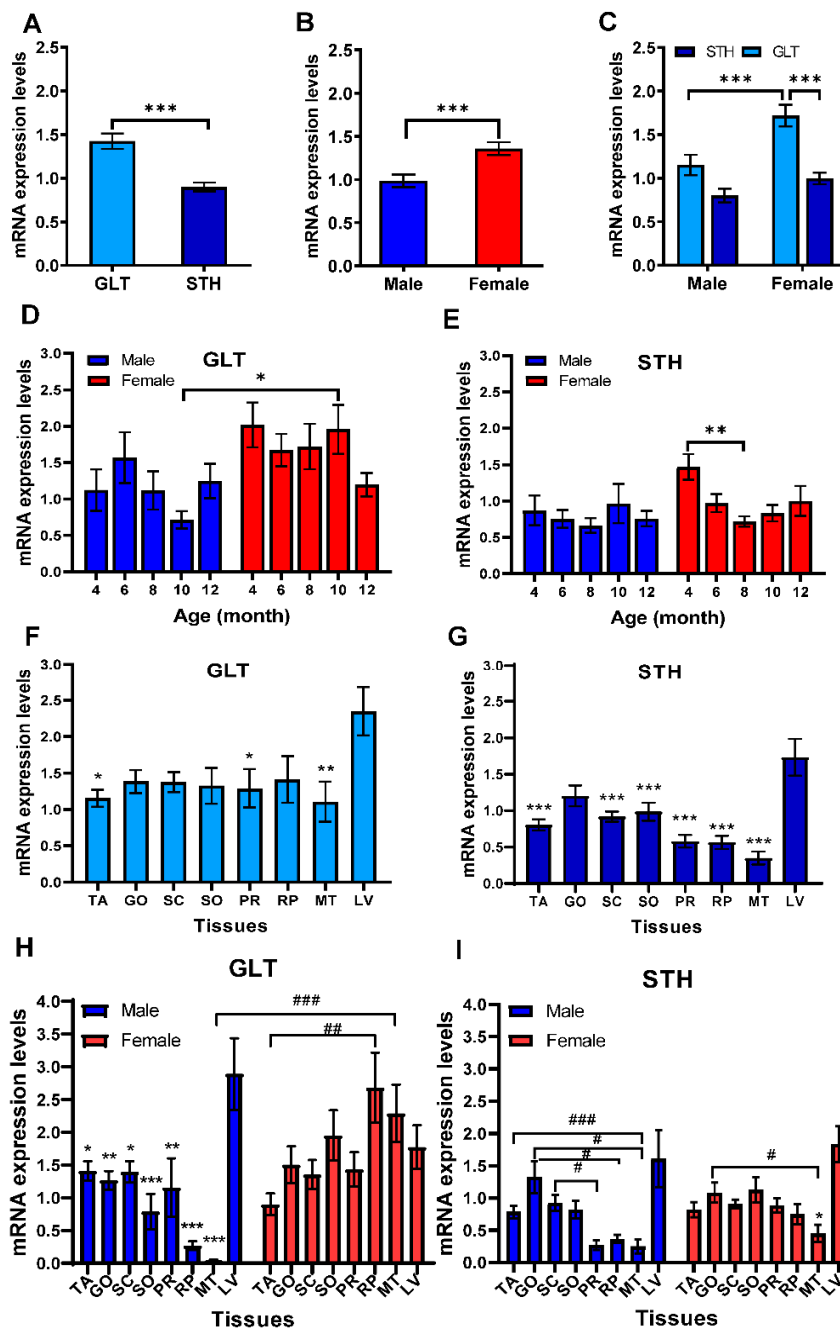 A
mRNA expression levels
2.5
2.0
1.5
1.0
0.5
0.0
***
GLT STH
B
mRNA expression levels
2.5
2.0
1.5
1.0
0.5
0.0
***
Male Female
C
mRNA expression levels
2.5
2.0
1.5
1.0
0.5
0.0
STH GLT
*** ***
Male Female
D
GLT
mRNA expression levels
3.0
2.5
2.0
1.5
1.0
0.5
0.0
Male
Female
*
4 6 8 10 12 4 6 8 10 12
Age (month)
E
STH
mRNA expression levels
3.0
2.5
2.0
1.5
1.0
0.5
0.0
Male
Female
**
4 6 8 10 12 4 6 8 10 12
Age (month)
F
GLT
mRNA expression levels
3.0
2.5
2.0
1.5
1.0
0.5
0.0
* * **
TA GO SC SO PR RP MT LV
Tissues
G
STH
mRNA expression levels
3.0
2.5
2.0
1.5
1.0
0.5
0.0
*** *** *** *** *** ***
TA GO SC SO PR RP MT LV
Tissues
H
GLT
mRNA expression levels
4.0
3.5
3.0
2.5
2.0
1.5
1.0
0.5
0.0
Male
Female
###
##
* ** * *** ** *** ***
TA GO SC SO PR RP MT LV TA GO SC SO PR RP MT LV
Tissues
I
STH
mRNA expression levels
4.0
3.5
3.0
2.5
2.0
1.5
1.0
0.5
0.0
Male
Female
###
#
#
#
#
*
TA GO SC SO PR RP MT LV TA GO SC SO PR RP MT LV
Tissues